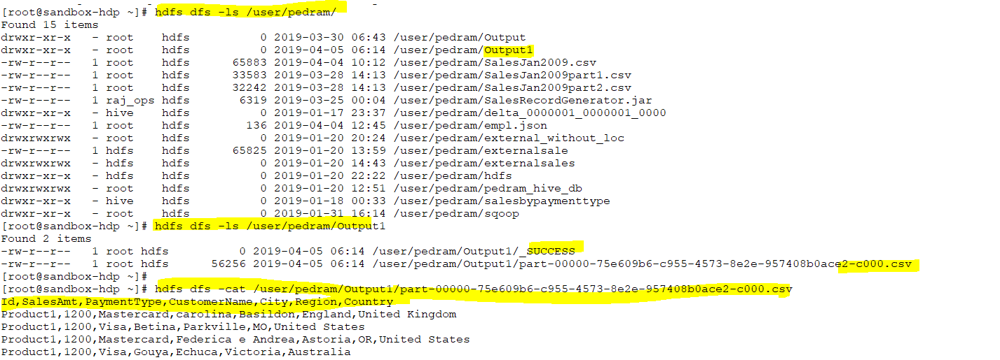 [root@sandbox-hdp ~]# hdfs dfs -ls /user/pedram/
Found 15 items
drwxr-xr-x   - root    hdfs          0 2019-03-30 06:43 /user/pedram/Output
drwxr-xr-x   - root    hdfs          0 2019-04-05 06:14 /user/pedram/Output1
-rw-r--r--   1 root    hdfs      65883 2019-04-04 10:12 /user/pedram/SalesJan2009.csv
-rw-r--r--   1 root    hdfs      33583 2019-03-28 14:13 /user/pedram/SalesJan2009part1.csv
-rw-r--r--   1 root    hdfs      32242 2019-03-28 14:13 /user/pedram/SalesJan2009part2.csv
-rw-r--r--   1 raj_ops hdfs       6319 2019-03-25 00:04 /user/pedram/SalesRecordGenerator.jar
drwxr-xr-x   - hive    hdfs          0 2019-01-17 23:37 /user/pedram/delta_0000001_0000001_0000
-rw-r--r--   1 root    hdfs        136 2019-04-04 12:45 /user/pedram/empl.json
drwxrwxrwx   - root    hdfs          0 2019-01-20 20:24 /user/pedram/external_without_loc
-rw-r--r--   1 hdfs    hdfs      65825 2019-01-20 13:59 /user/pedram/externalsale
drwxrwxrwx   - hdfs    hdfs          0 2019-01-20 14:43 /user/pedram/externalsales
drwxr-xr-x   - hdfs    hdfs          0 2019-01-20 22:22 /user/pedram/hdfs
drwxrwxrwx   - root    hdfs          0 2019-01-20 12:51 /user/pedram/pedram_hive_db
drwxr-xr-x   - hive    hdfs          0 2019-01-18 00:33 /user/pedram/salesbypaymenttype
drwxr-xr-x   - root    hdfs          0 2019-01-31 16:14 /user/pedram/sqoop
[root@sandbox-hdp ~]# hdfs dfs -ls /user/pedram/Output1
Found 2 items
-rw-r--r--   1 root hdfs          0 2019-04-05 06:14 /user/pedram/Output1/_SUCCESS
-rw-r--r--   1 root hdfs      56256 2019-04-05 06:14 /user/pedram/Output1/part-00000-75e609b6-c955-4573-8e2e-957408b0ace2-c000.csv
[root@sandbox-hdp ~]#
[root@sandbox-hdp ~]# hdfs dfs -cat /user/pedram/Output1/part-00000-75e609b6-c955-4573-8e2e-957408b0ace2-c000.csv
Id,SalesAmt,PaymentType,CustomerName,City,Region,Country
Product1,1200,Mastercard,carolina,Basildon,England,United Kingdom
Product1,1200,Visa,Betina,Parkville,MO,United States
Product1,1200,Mastercard,Federica e Andrea,Astoria,OR,United States
Product1,1200,Visa,Gouya,Echuca,Victoria,Australia